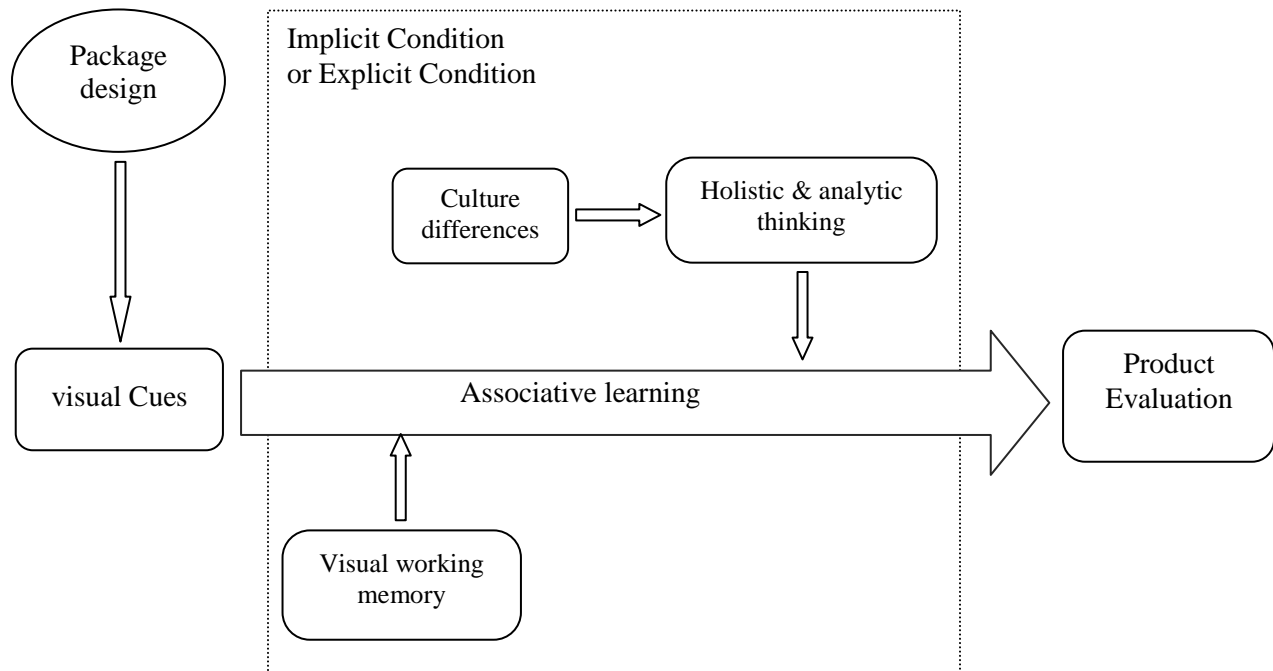 Package
design
Implicit Condition
or Explicit Condition
Culture
differences
Holistic & analytic
thinking
visual Cues
Associative learning
Product
Evaluation
Visual working
memory